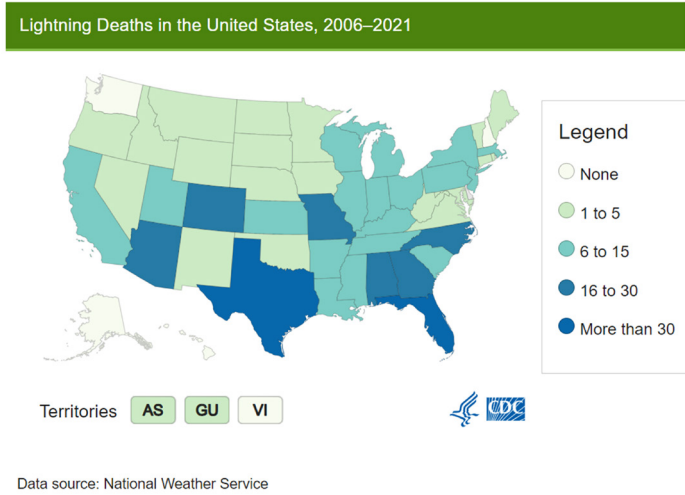 Lightning Deaths in the United States, 2006–2021
Legend
None
1 to 5
6 to 15
16 to 30
More than 30
Territories AS GU VI
CDC
Data source: National Weather Service